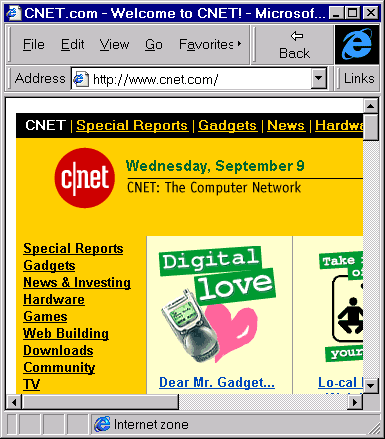 CNET.com - Welcome to CNET! - Microsof...
File Edit View Go Favorites
Back
Address http://www.cnet.com/ Links
CNET | Special Reports | Gadgets | News |
c|net
Wednesday, September 9
CNET: The Computer Network
Special Reports
Gadgets
News & Investing
Hardware
Games
Web Building
Downloads
Community
TV
Digital
love
Dear Mr. Gadget...
Take
your
Lo-cal
Internet zone